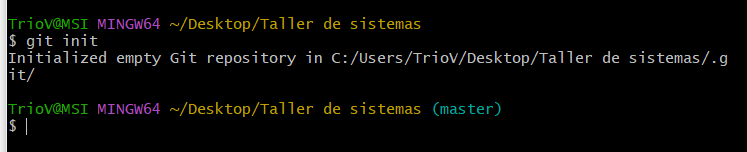 TrioV@MSI MINGW64 ~/Desktop/Taller de sistemas
$ git init
Initialized empty Git repository in C:/Users/TrioV/Desktop/Taller de sistemas/.g
it/
TrioV@MSI MINGW64 ~/Desktop/Taller de sistemas (master)
$